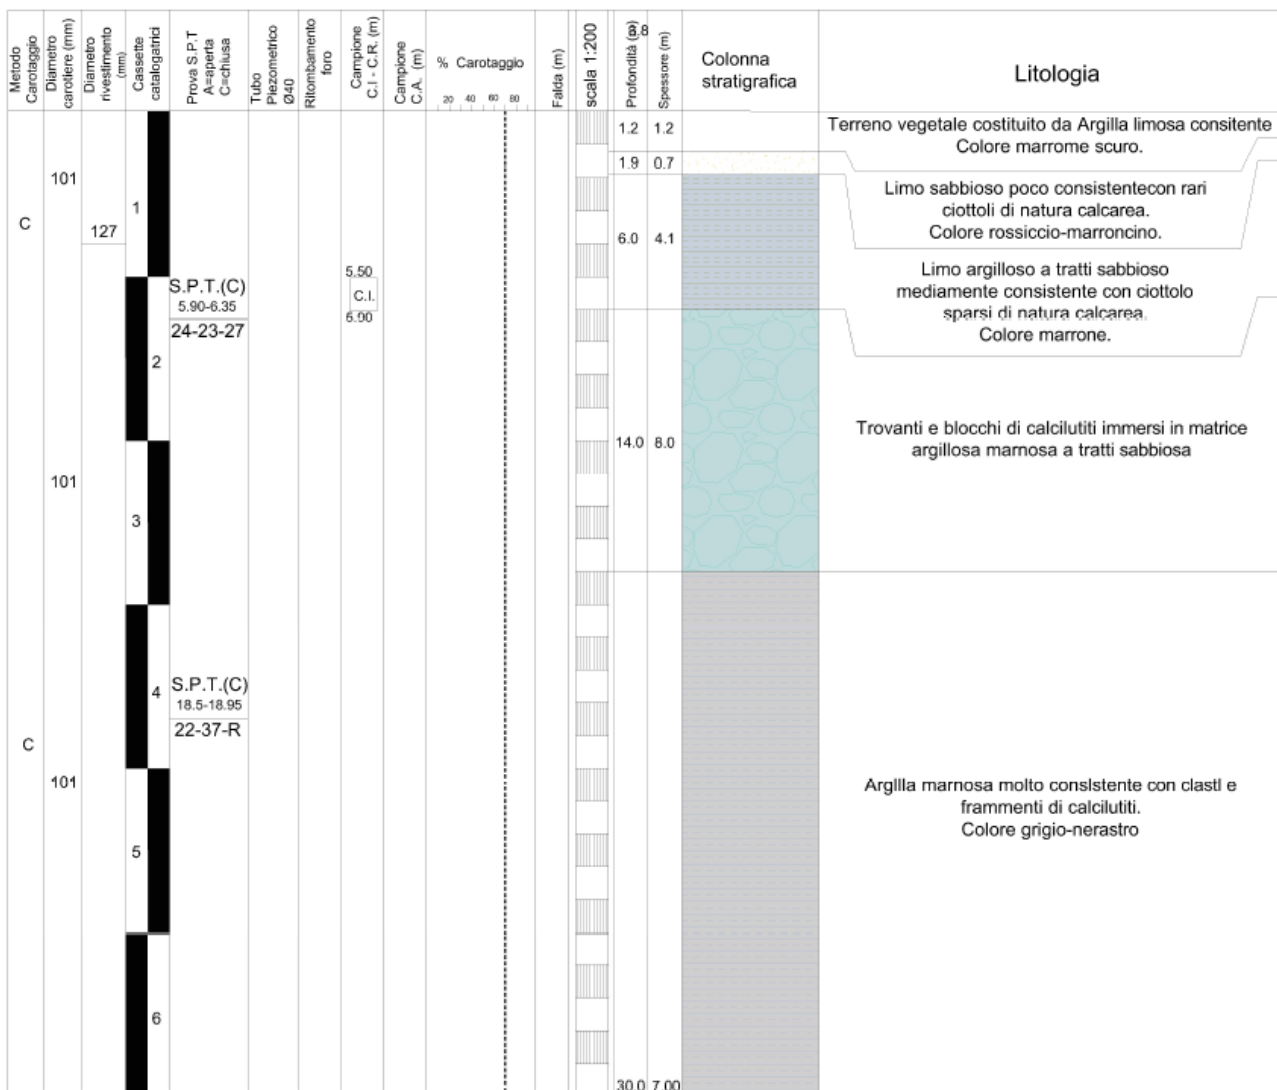 Metodo
Carotaggio
Diametro
carotiere (mm)
Diametro
rivestimento
(mm)
Cassette
catalogatrici
Prova S.P.T
A=aperta
C=chiusa
Tubo
Piezometrico
Ø40
Ritombamento
foro
Campione
C.I - C.R. (m)
Campione
C.A. (m)
% Carotaggio
20 40 60 80
Falda (m)
scala 1:200
Profondità (m)
3.8
Spessore (m)
Colonna
stratigrafica
Litologia
1.2 1.2
Terreno vegetale costituito da Argilla limosa consitente
Colore marrome scuro.
1.9 0.7
Limo sabbioso poco consistentecon rari
ciottoli di natura calcarea.
Colore rossiccio-marroncino.
101
1
C
127
6.0 4.1
Limo argilloso a tratti sabbioso
mediamente consistente con ciottolo
sparsi di natura calcarea.
Colore marrone.
S.P.T.(C)
5.90-6.35
24-23-27
5.50
C.I.
2
14.0 8.0
Trovanti e blocchi di calcilutiti immersi in matrice
argillosa marnosa a tratti sabbiosa
101
3
4
S.P.T.(C)
18.5-18.95
22-37-R
C
101
Argilla marnosa molto consistente con clasti e
frammenti di calcilutiti.
Colore grigio-nerastro
5
6
30.0 7.00